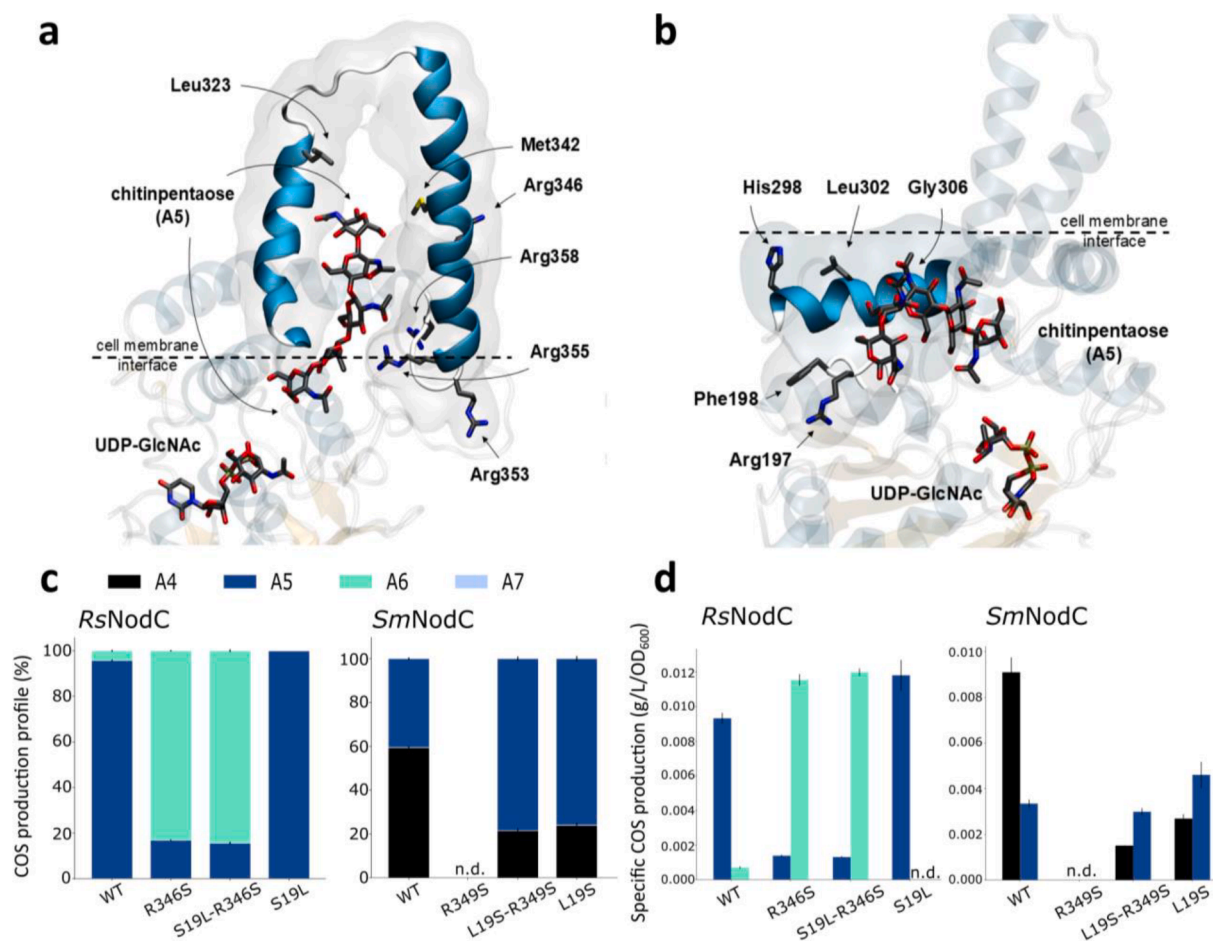 a
Leu323
Met342
chitinpentaose
(A5)
Arg346
Arg358
cell membrane
interface
Arg355
UDP-GlcNAc
Arg353
b
His298 Leu302 Gly306
cell membrane
interface
chitinpentaose
(A5)
Phe198
Arg197
UDP-GlcNAc
c
A4 A5 A6 A7
RsNodC SmNodC
COS production profile (%)
100
80
60
40
20
0
WT R346S S19L-R346S S19L
100
80
60
40
20
0
n.d.
WT R349S L19S-R349S L19S
d
RsNodC SmNodC
Specific COS production (g/L/OD600)
0.012
0.010
0.008
0.006
0.004
0.002
0.000
n.d.
WT R346S S19L-R346S S19L
0.010
0.008
0.006
0.004
0.002
0.000
n.d.
WT R349S L19S-R349S L19S